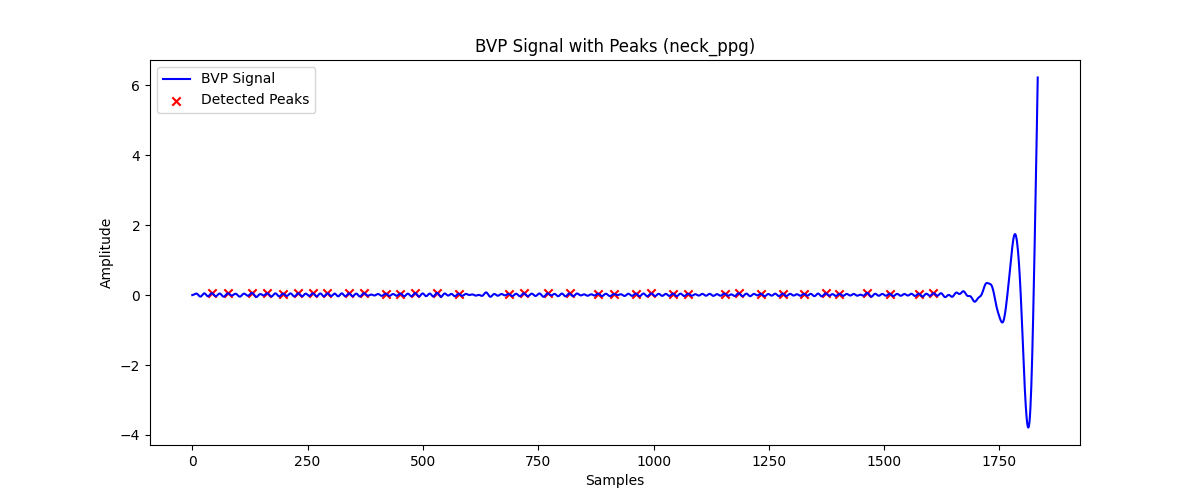 BVP Signal with Peaks (neck_ppg)
BVP Signal
Detected Peaks
Amplitude
6
4
2
0
−2
−4
0 250 500 750 1000 1250 1500 1750
Samples